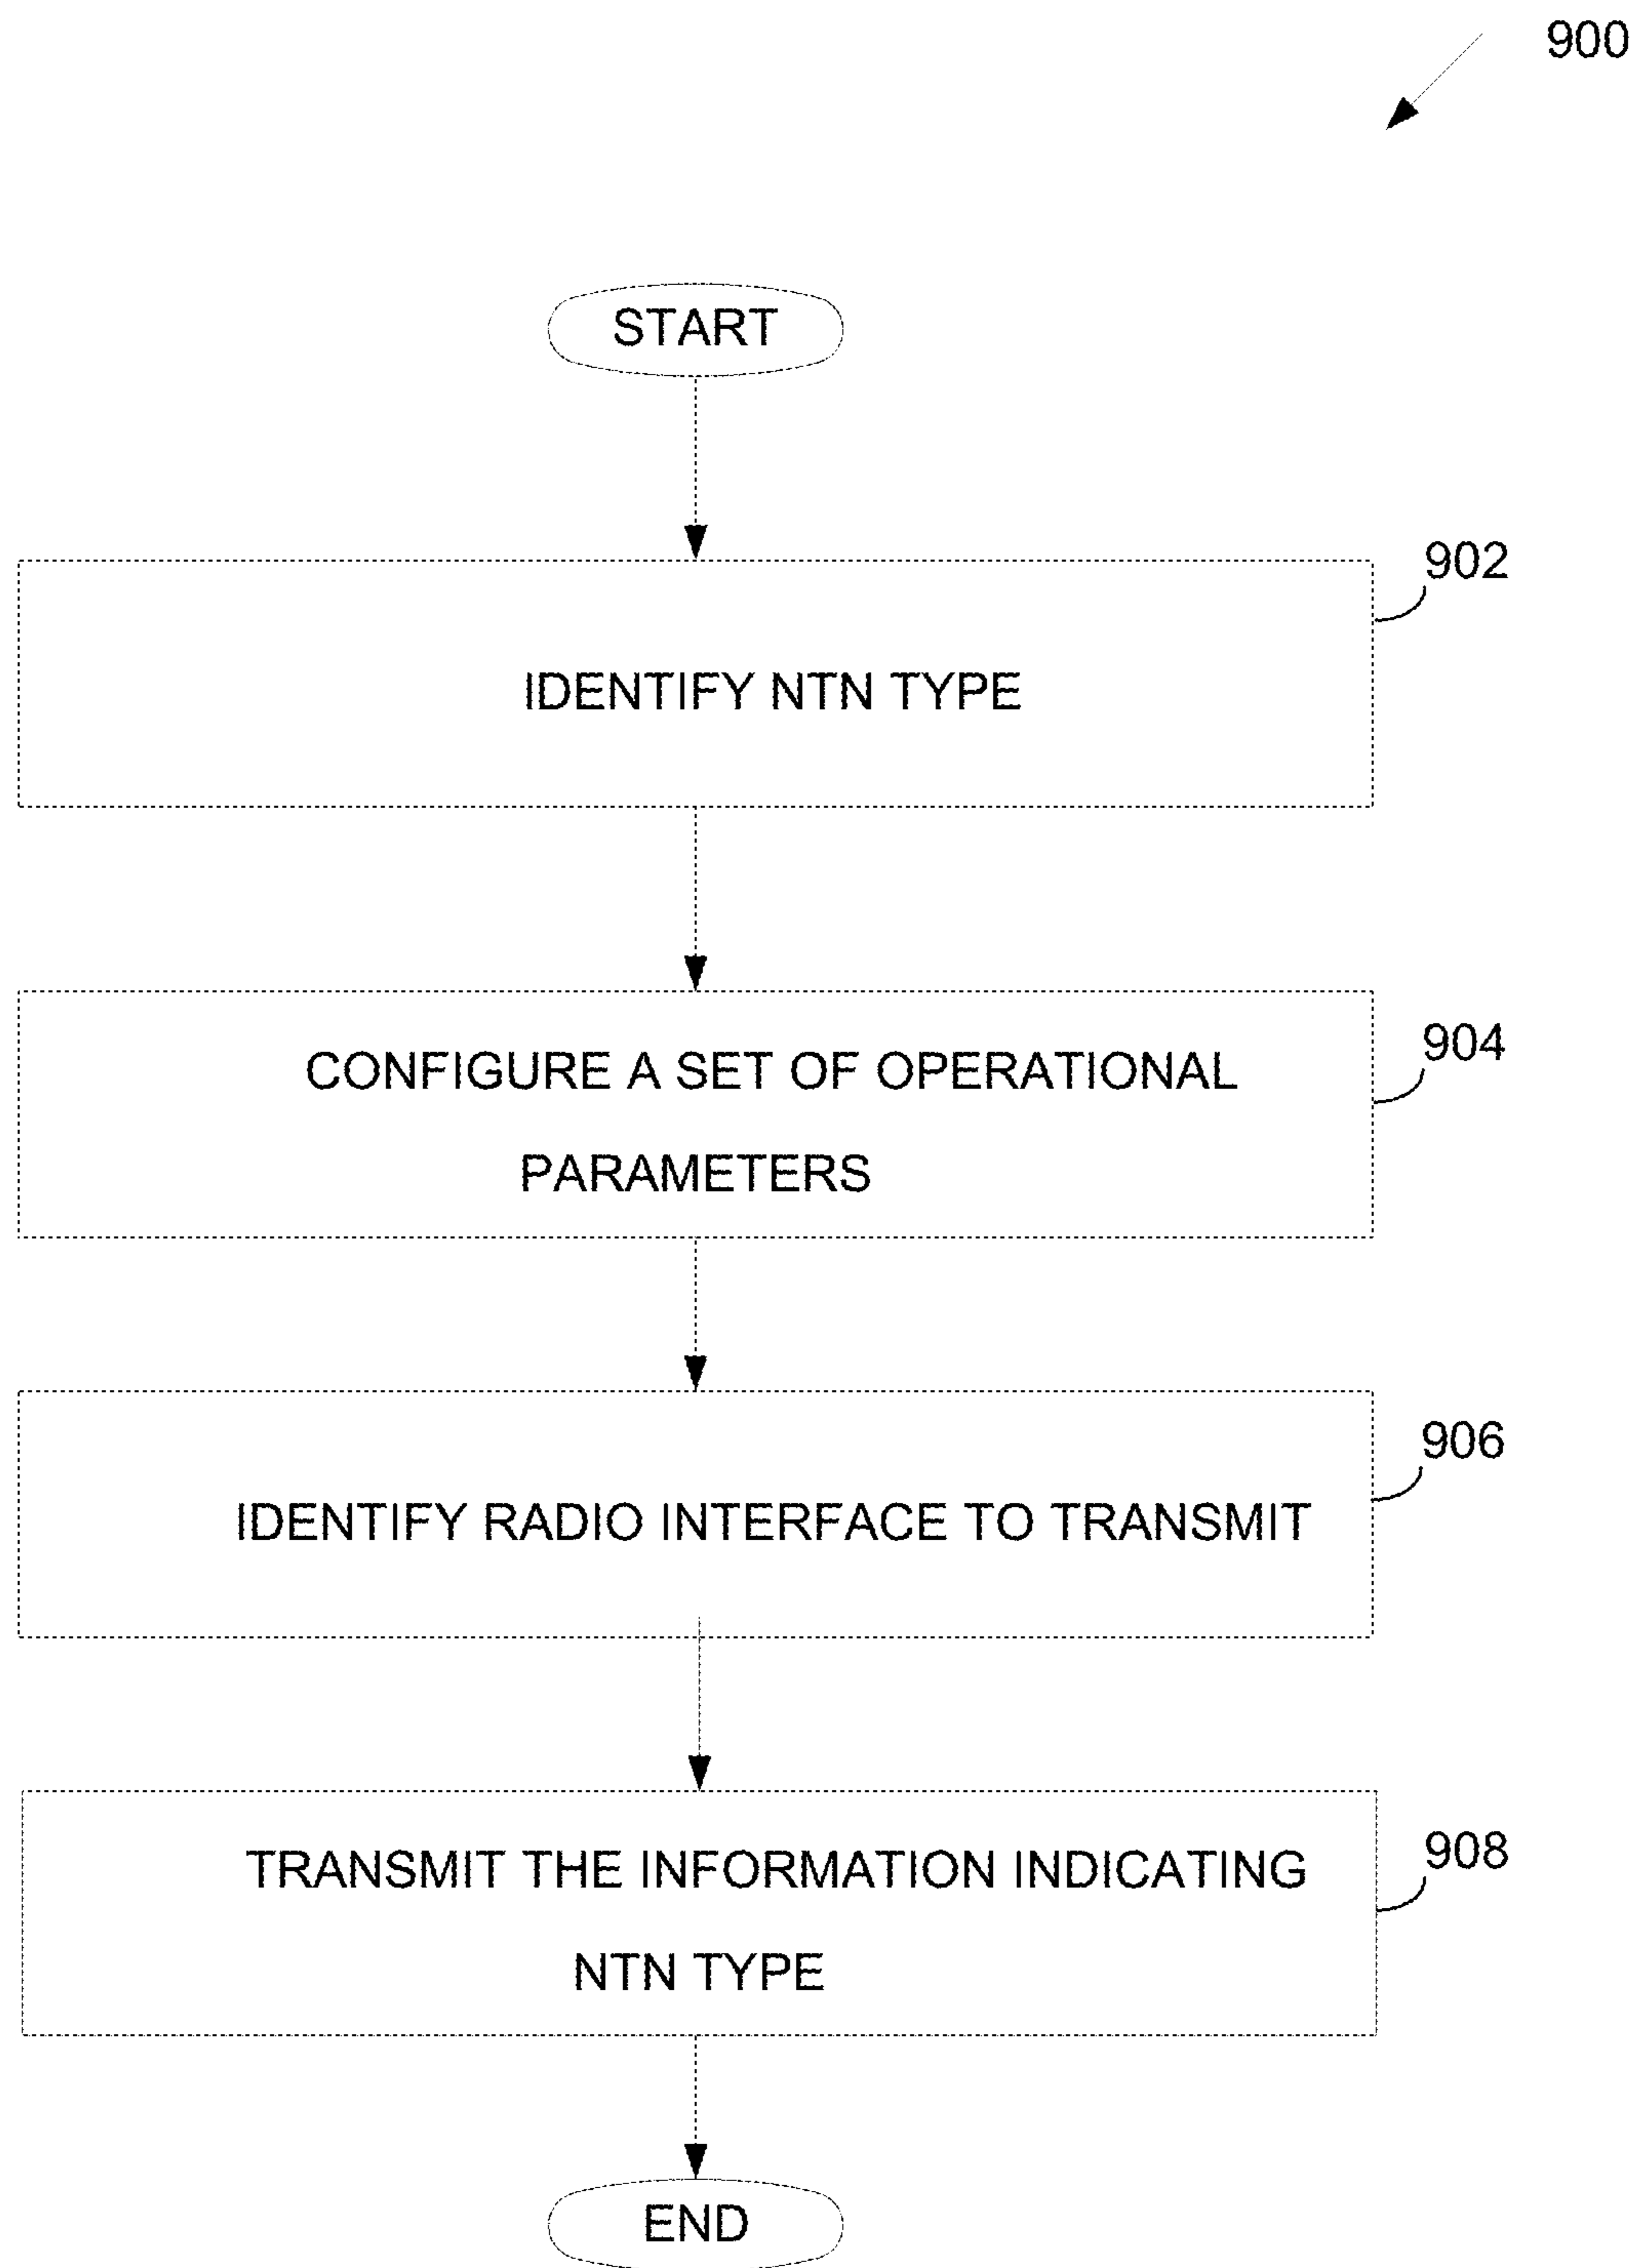 900
START
902
IDENTIFY NTN TYPE
904
CONFIGURE A SET OF OPERATIONAL
PARAMETERS
906
IDENTIFY RADIO INTERFACE TO TRANSMIT
908
TRANSMIT THE INFORMATION INDICATING
NTN TYPE
END